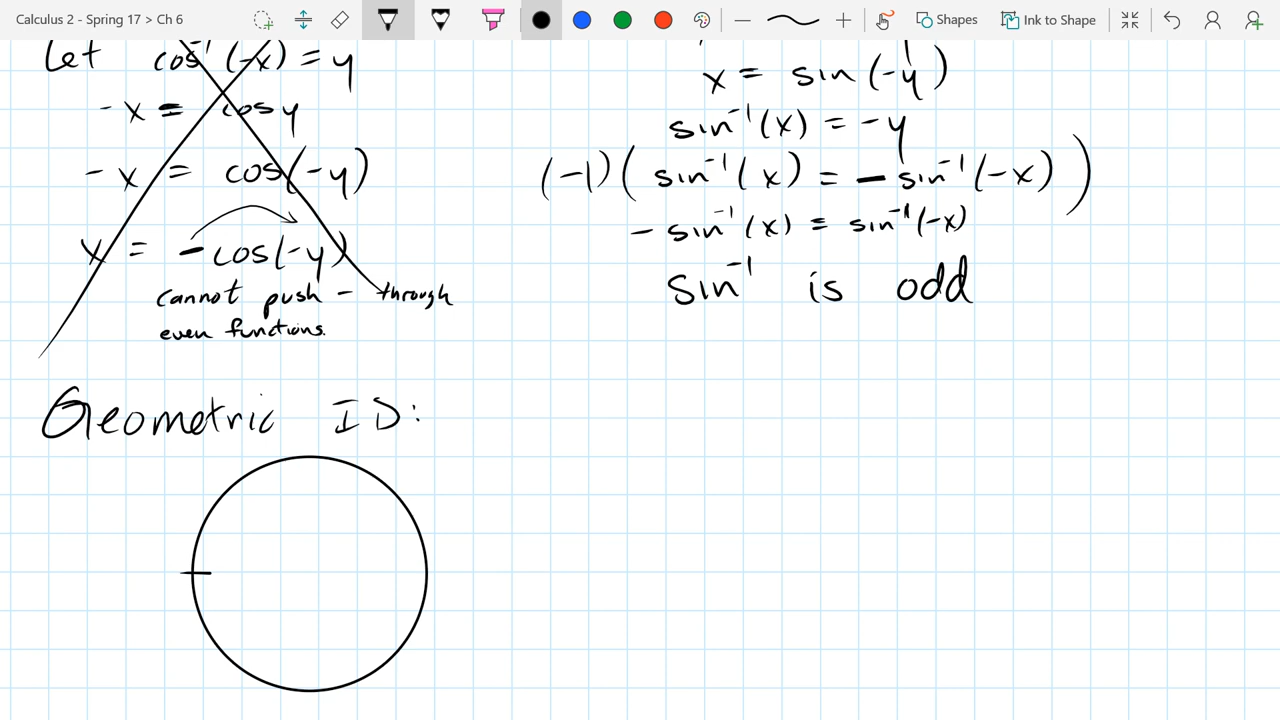 Calculus 2 - Spring 17 > Ch 6
Shapes
Ink to Shape
Let cos⁻¹(-x) = y
-x = cos y
-x = cos(-y)
x = -cos(-y)
cannot push - through
even functions.
x = sin(-y)
sin⁻¹(x) = -y
(-1)(sin⁻¹(x) = - sin⁻¹(-x))
- sin⁻¹(x) = sin⁻¹(-x)
sin⁻¹ is odd
Geometric ID: